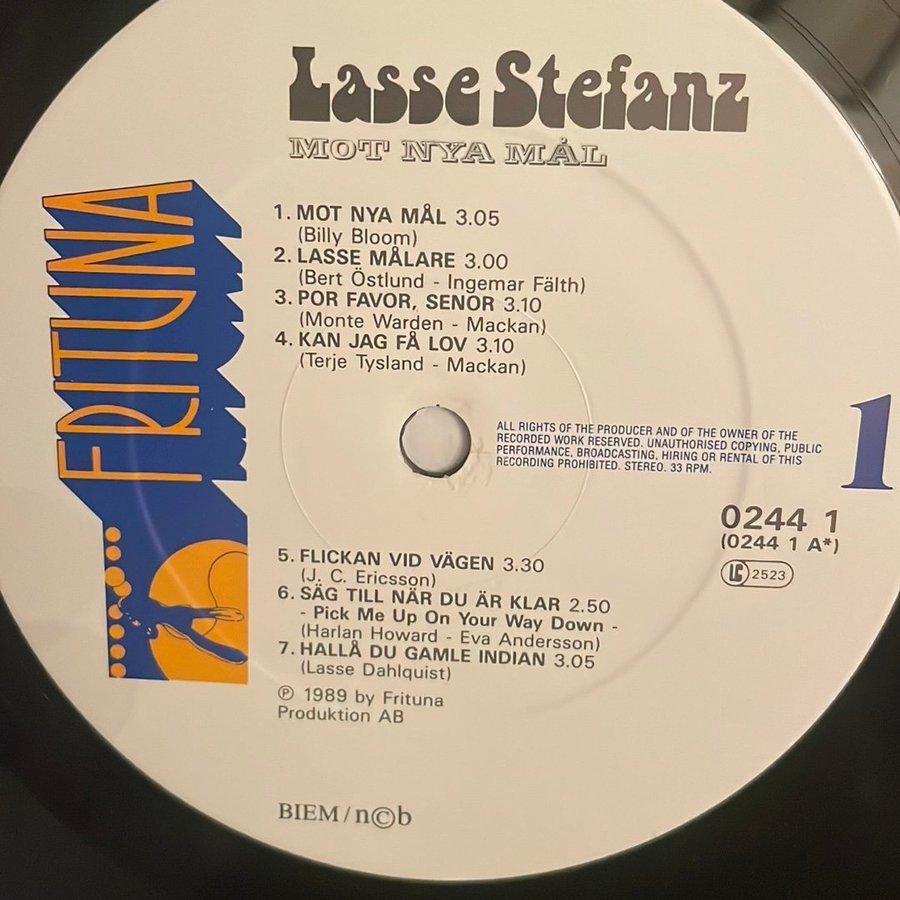 Lasse Stefanz
MOT NYA MÅL
FRITUNA
1. MOT NYA MÅL 3.05
(Billy Bloom)
2. LASSE MÅLARE 3.00
(Bert Östlund - Ingemar Fälth)
3. POR FAVOR, SENOR 3.10
(Monte Warden - Mackan)
4. KAN JAG FÅ LOV 3.10
(Terje Tysland - Mackan)
ALL RIGHTS OF THE PRODUCER AND OF THE OWNER OF THE
RECORDED WORK RESERVED. UNAUTHORISED COPYING, PUBLIC
PERFORMANCE, BROADCASTING, HIRING OR RENTAL OF THIS
RECORDING PROHIBITED. STEREO. 33 RPM.
1
0244 1
(0244 1 A*)
LC 2523
5. FLICKAN VID VÄGEN 3.30
(J. C. Ericsson)
6. SÄG TILL NÄR DU ÄR KLAR 2.50
- Pick Me Up On Your Way Down -
(Harlan Howard - Eva Andersson)
7. HALLÅ DU GAMLE INDIAN 3.05
(Lasse Dahlquist)
℗ 1989 by Frituna
Produktion AB
BIEM/n©b